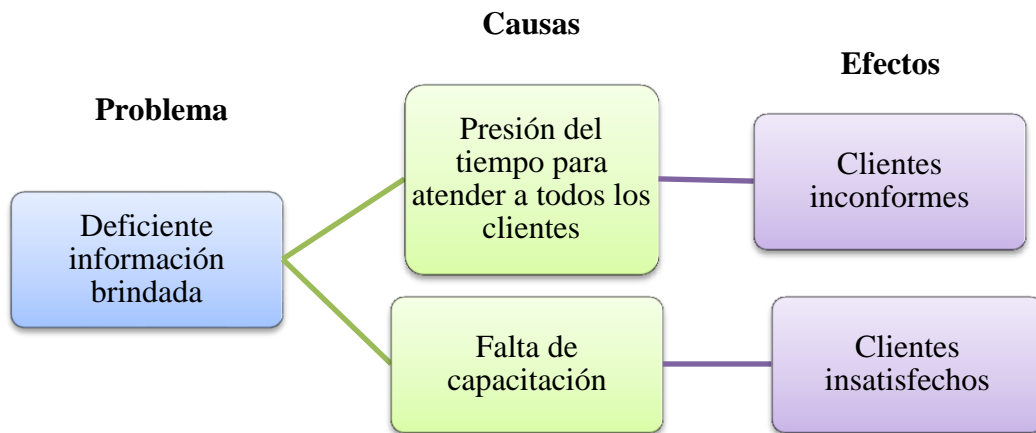 Causas
Efectos
Problema
Presión del
tiempo para
atender a todos los
clientes
Clientes
inconformes
Deficiente
información
brindada
Falta de
capacitación
Clientes
insatisfechos